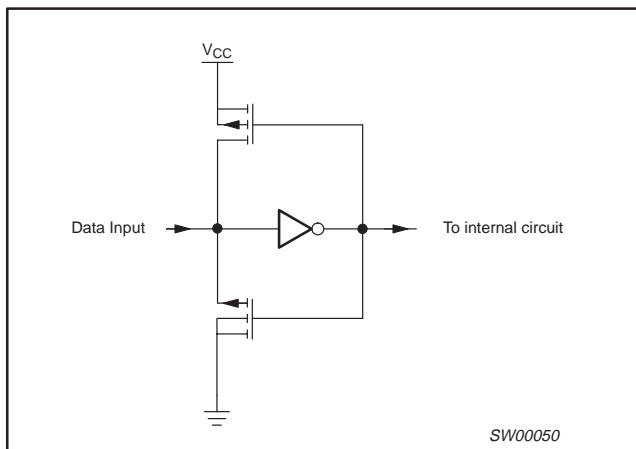 VCC
Data Input
To internal circuit
SW00050